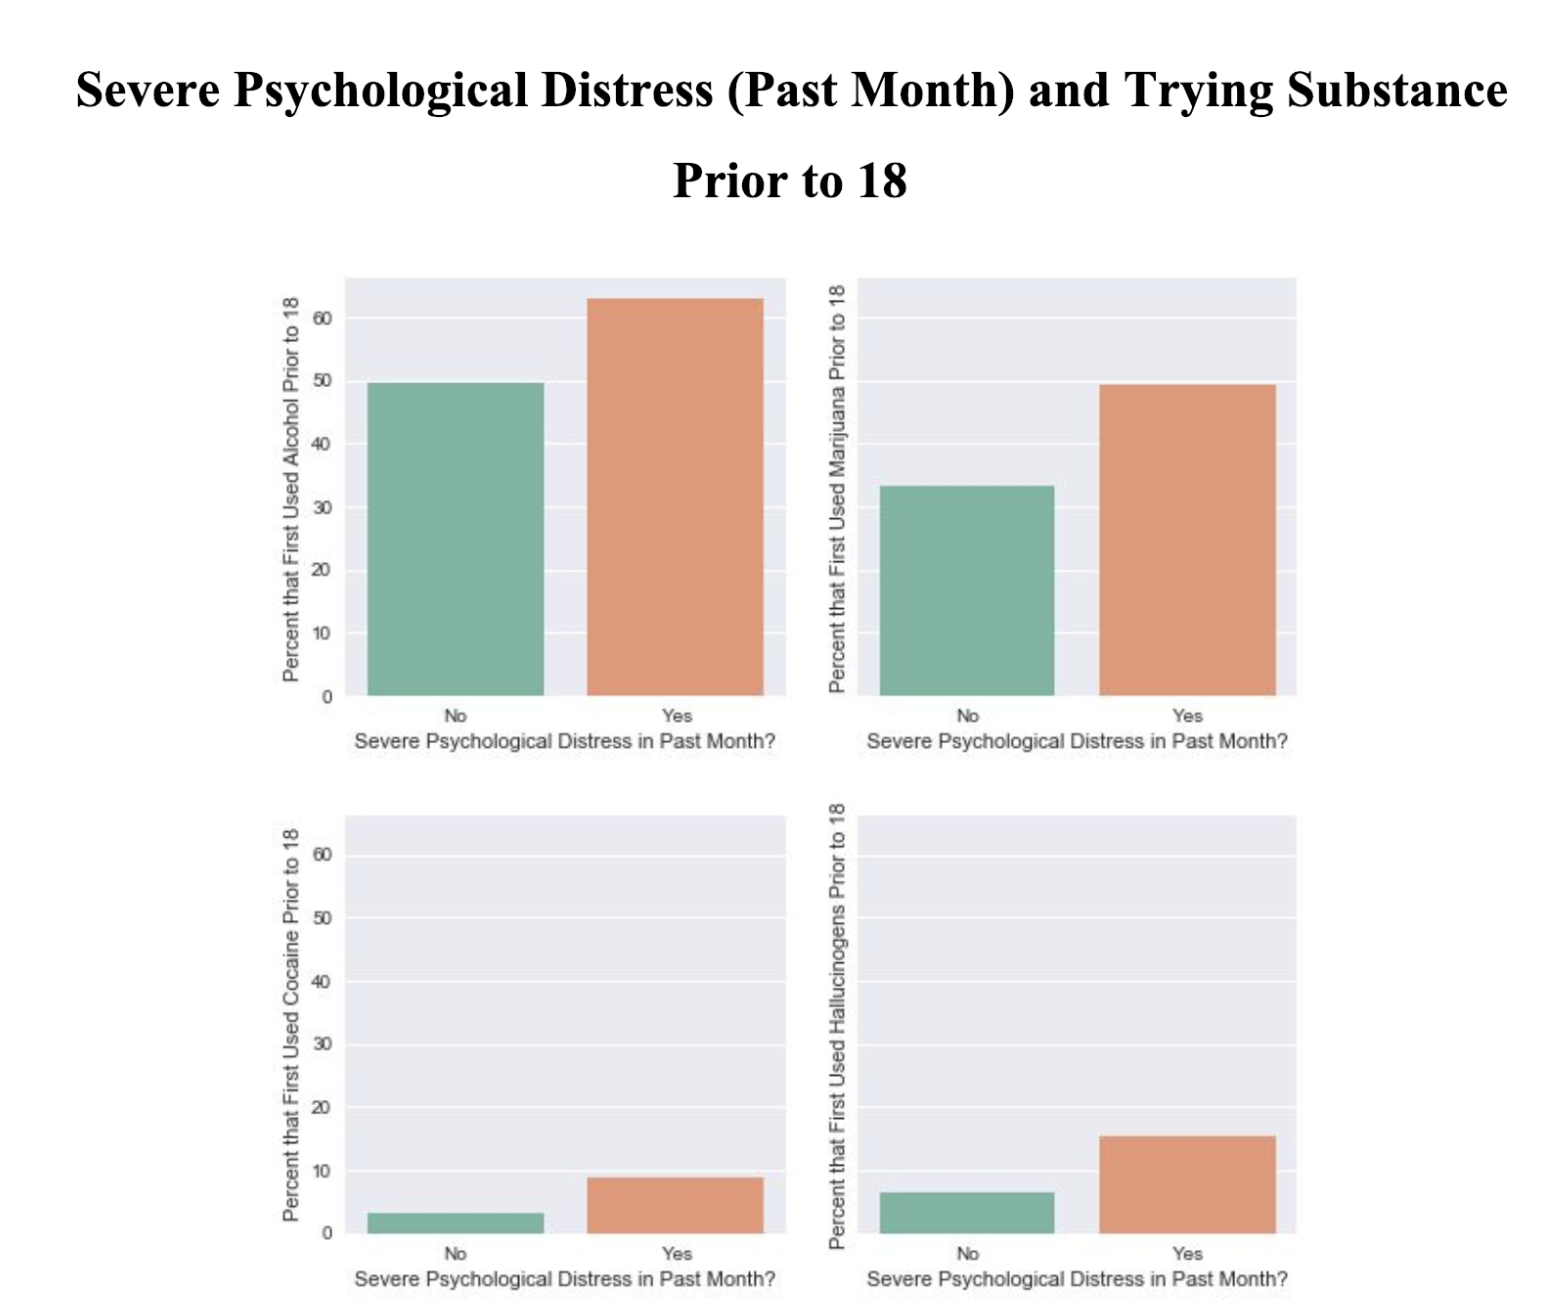 Severe Psychological Distress (Past Month) and Trying Substance
Prior to 18
Percent that First Used Alcohol Prior to 18
60
50
40
30
20
10
0
No
Yes
Severe Psychological Distress in Past Month?
Percent that First Used Marijuana Prior to 18
No
Yes
Severe Psychological Distress in Past Month?
Percent that First Used Cocaine Prior to 18
60
50
40
30
20
10
0
No
Yes
Severe Psychological Distress in Past Month?
Percent that First Used Hallucinogens Prior to 18
No
Yes
Severe Psychological Distress in Past Month?